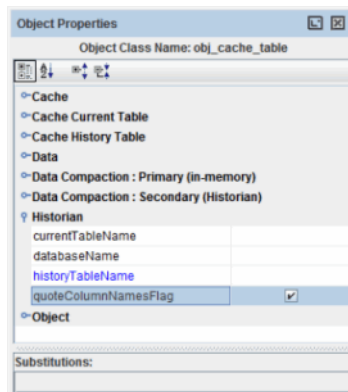 Object Properties
Object Class Name: obj_cache_table
Cache
Cache Current Table
Cache History Table
Data
Data Compaction : Primary (in-memory)
Data Compaction : Secondary (Historian)
Historian
currentTableName
databaseName
historyTableName
quoteColumnNamesFlag
Object
Substitutions: